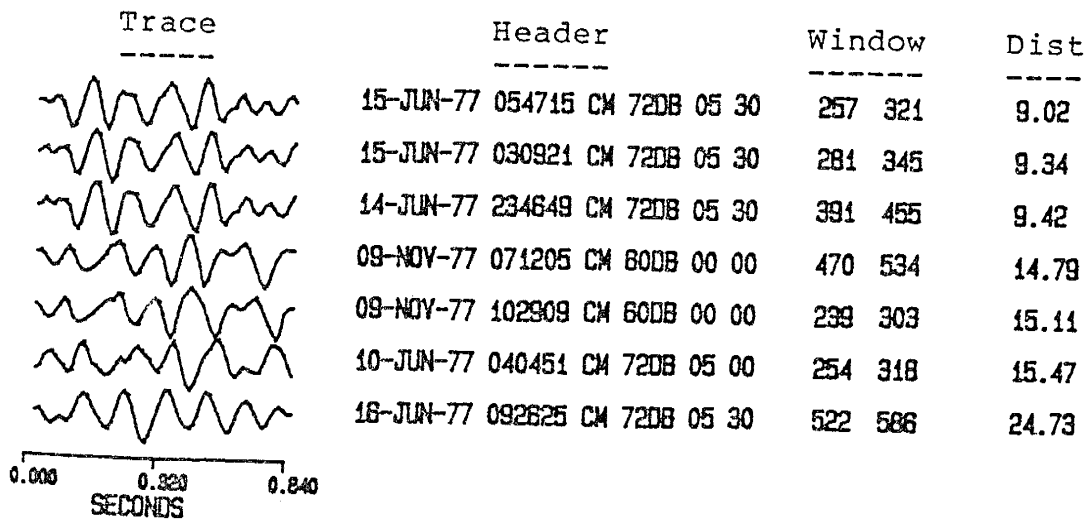 Trace Header Window Dist
15-JUN-77 054715 CM 72DB 05 30 257 321 9.02
15-JUN-77 030921 CM 72DB 05 30 281 345 9.34
14-JUN-77 234649 CM 72DB 05 30 391 455 9.42
09-NOV-77 071205 CM 60DB 00 00 470 534 14.79
09-NOV-77 102909 CM 60DB 00 00 239 303 15.11
10-JUN-77 040451 CM 72DB 05 00 254 318 15.47
16-JUN-77 092625 CM 72DB 05 30 522 586 24.73
0.000 0.320 0.640
SECONDS